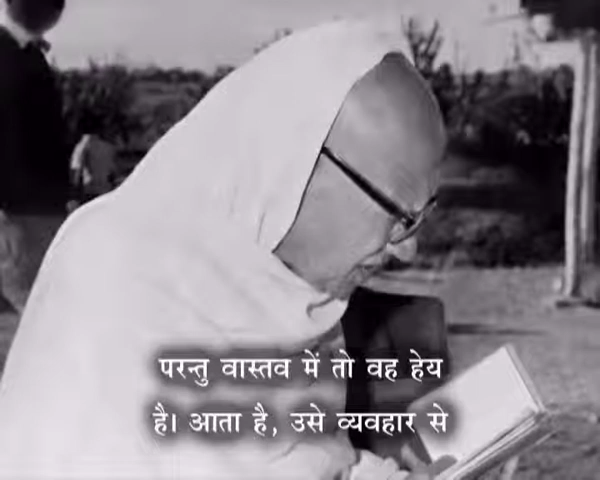 परन्तु वास्तव में तो वह हेय
है। आता है, उसे व्यवहार से